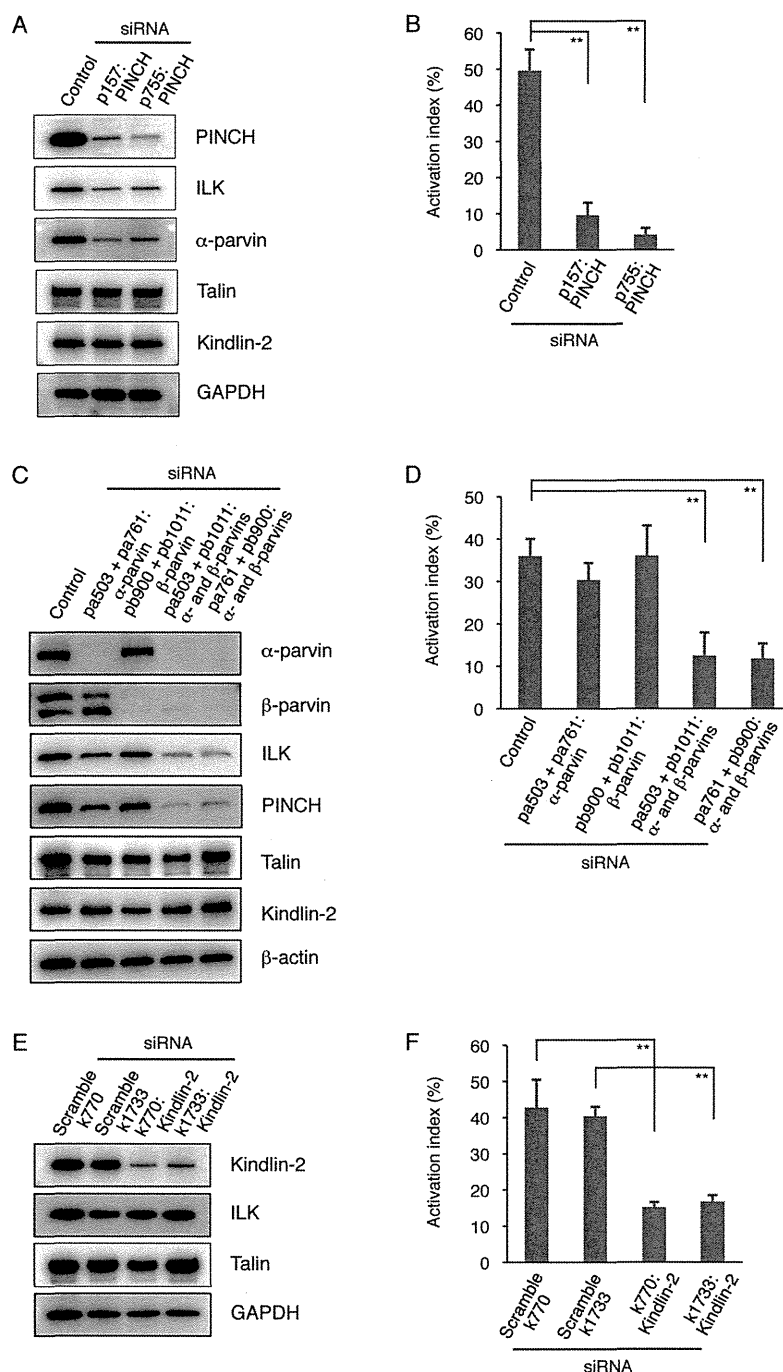 A
siRNA
Control
p157:
PINCH
p755:
PINCH
PINCH
ILK
α-parvin
Talin
Kindlin-2
GAPDH
B
Activation index (%)
60
50
40
30
20
10
0
**
**
Control
p157:
PINCH
p755:
PINCH
siRNA
C
siRNA
Control
pa503 + pa761:
α-parvin
pb900 + pb1011:
β-parvin
pa503 + pb1011:
α- and β-parvins
pa761 + pb900:
α- and β-parvins
α-parvin
β-parvin
ILK
PINCH
Talin
Kindlin-2
β-actin
D
Activation index (%)
50
40
30
20
10
0
**
**
Control
pa503 + pa761:
α-parvin
pb900 + pb1011:
β-parvin
pa503 + pb1011:
α- and β-parvins
pa761 + pb900:
α- and β-parvins
siRNA
E
siRNA
Scramble
k770
Scramble
k1733
k770:
Kindlin-2
k1733:
Kindlin-2
Kindlin-2
ILK
Talin
GAPDH
F
Activation index (%)
60
50
40
30
20
10
0
**
**
Scramble
k770
Scramble
k1733
k770:
Kindlin-2
k1733:
Kindlin-2
siRNA